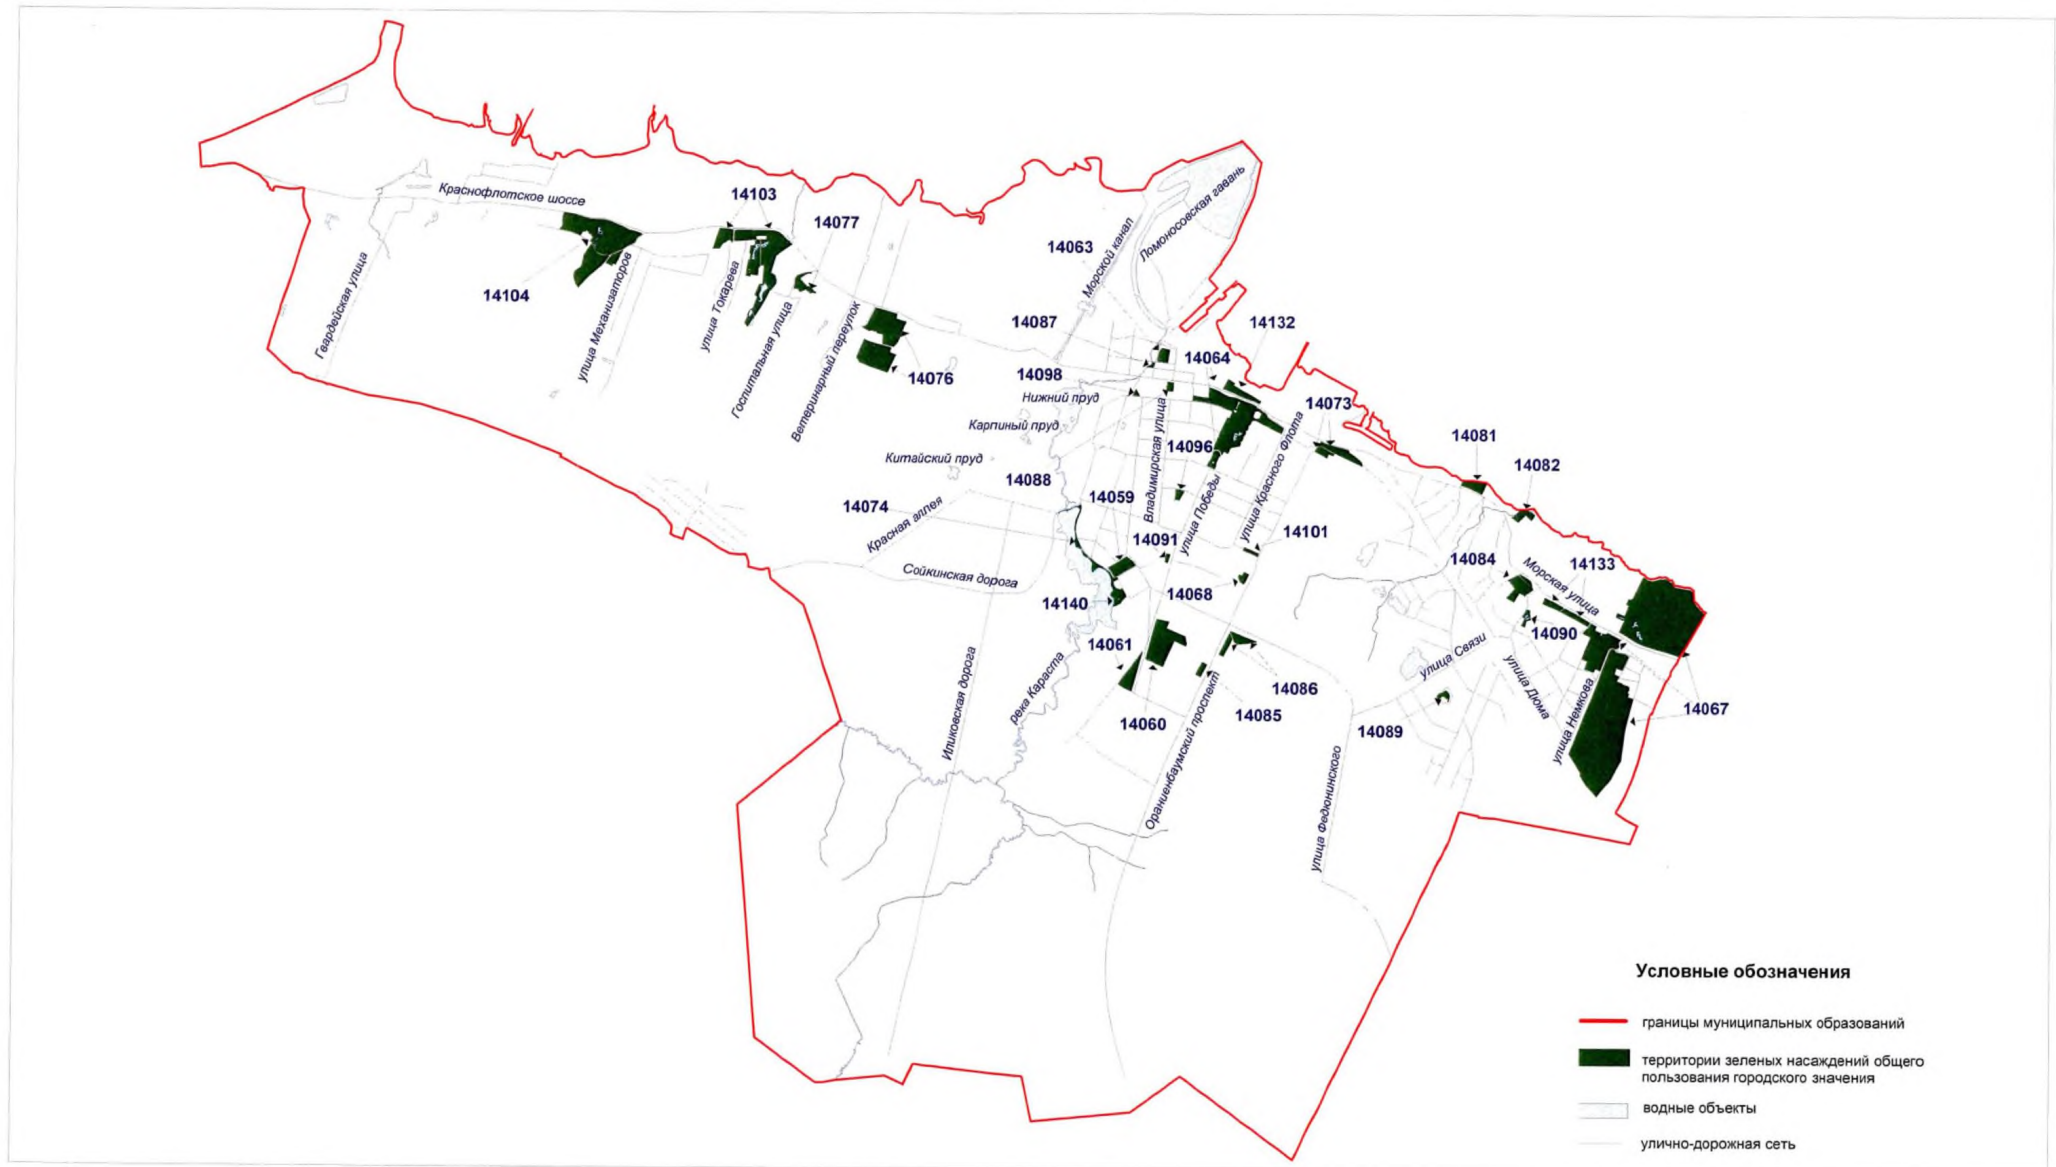 Краснофлотское шоссе
14103
14077
14063
Морской канал
Ломоносовская гавань
Гвардейская улица
14104
улица Механизаторов
улица Токарева
Госпитальная улица
Ветеринарный переулок
14076
14087
14132
14064
14098
Нижний пруд
14073
Карпиный пруд
14096
Владимирская улица
улица Победы
улица Красного Флота
14081
14082
Китайский пруд
14088
14059
14074
Красная аллея
14091
14101
14084
Морская улица
14133
Сойкинская дорога
14140
14068
14061
14090
улица Связи
улица Дюма
улица Немкова
14067
Иликовская дорога
река Караста
14060
14086
14085
14089
Ораниенбаумский проспект
улица Федюнинского
Условные обозначения
границы муниципальных образований
территории зеленых насаждений общего
пользования городского значения
водные объекты
улично-дорожная сеть